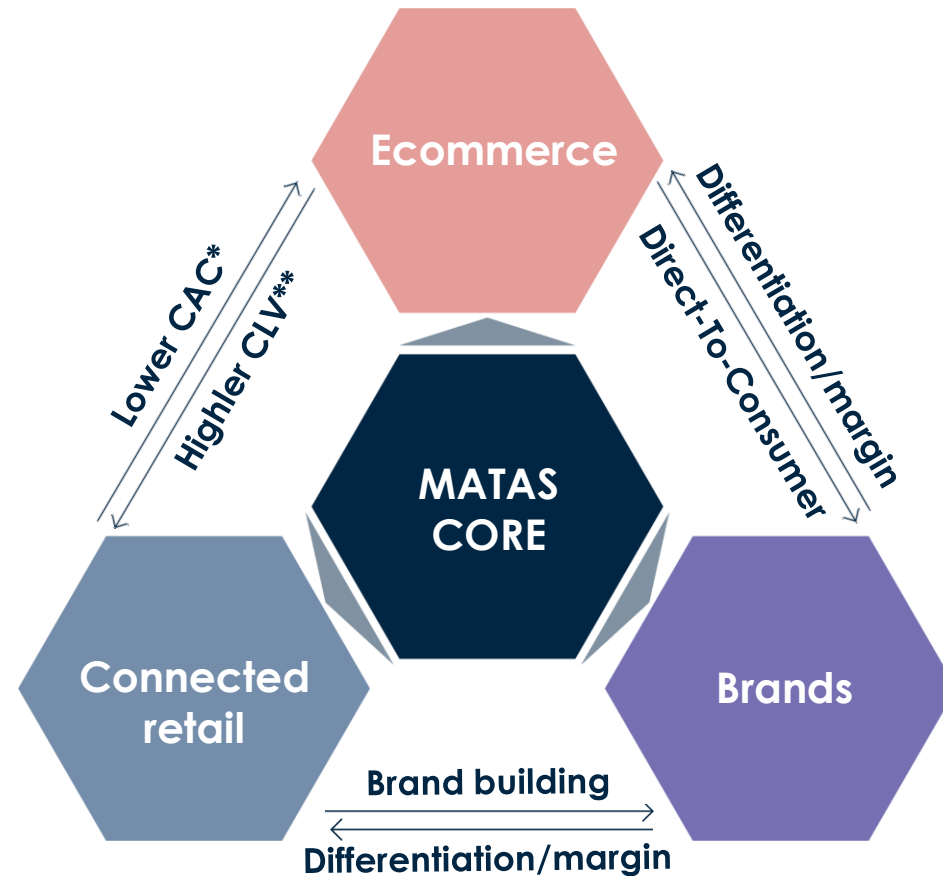 Ecommerce
Lower CAC*
Highler CLV**
Differentiation/margin
Direct-To-Consumer
MATAS
CORE
Connected
retail
Brands
Brand building
Differentiation/margin